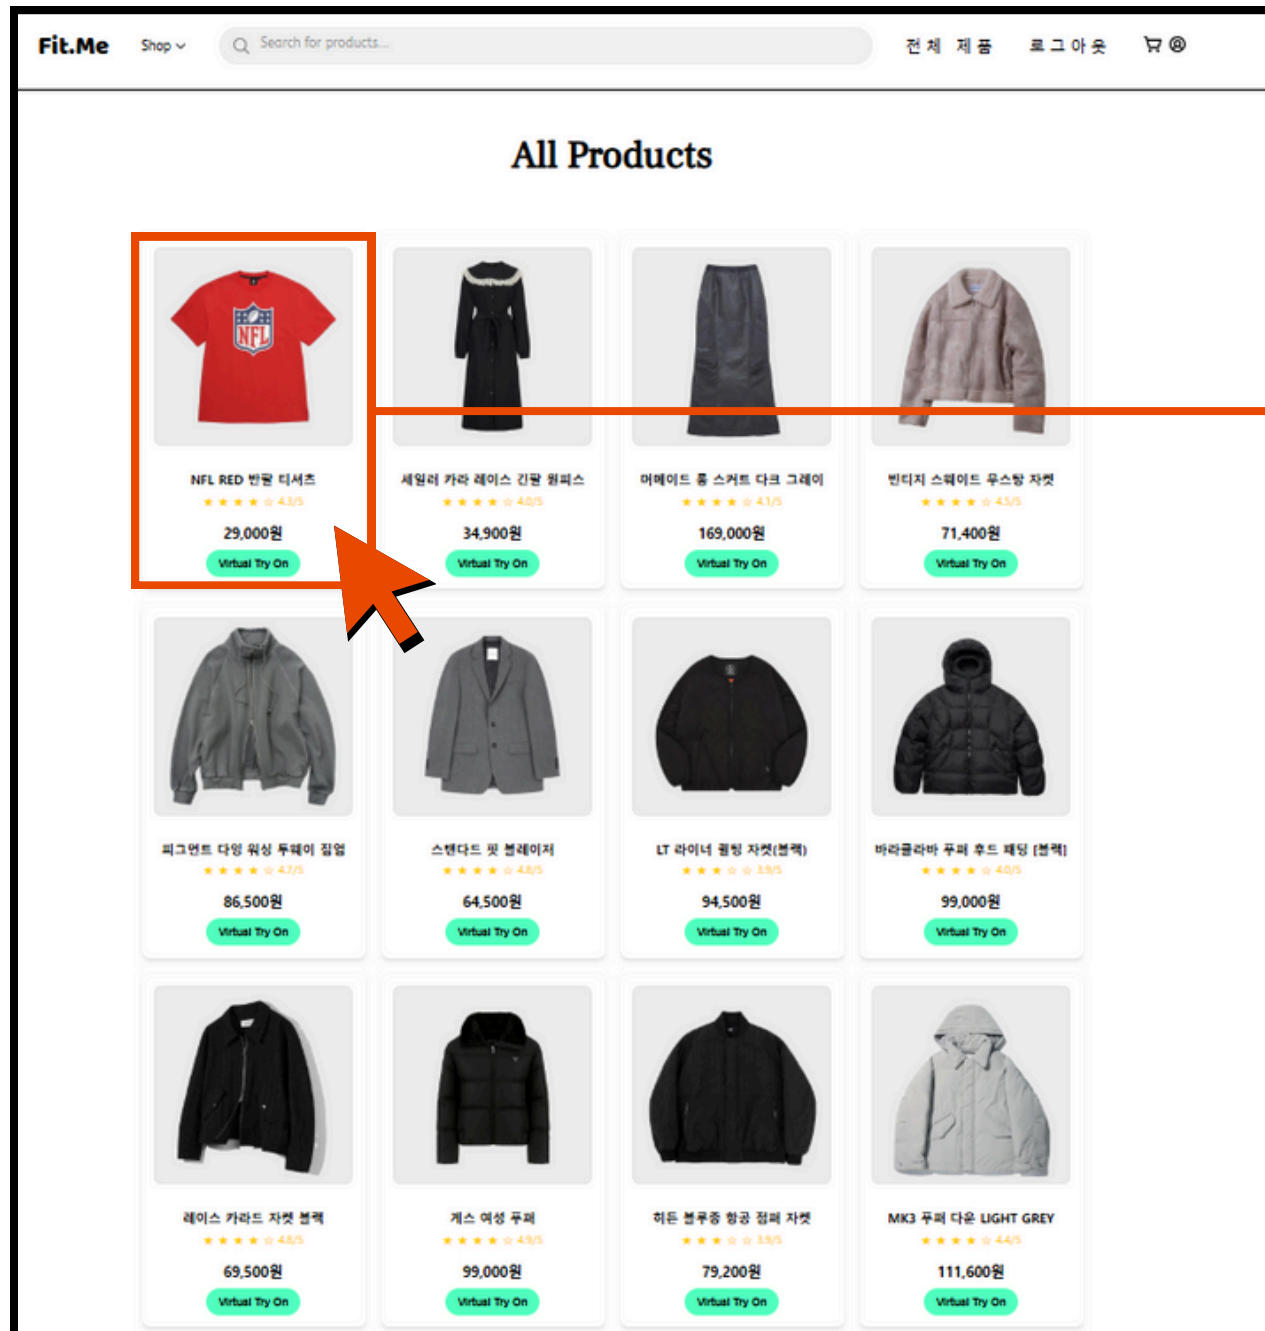 Fit.Me
Shop
Search for products...
전체 제품
로그아웃
All Products
NFL
NFL RED 반팔 티셔츠
★ ★ ★ ★ ☆ 4.3/5
29,000원
Virtual Try On
세일러 카라 레이스 긴팔 원피스
★ ★ ★ ★ ☆ 4.0/5
34,900원
Virtual Try On
머메이드 롱 스커트 다크 그레이
★ ★ ★ ★ ☆ 4.1/5
169,000원
Virtual Try On
빈티지 스웨이드 무스탕 자켓
★ ★ ★ ★ ☆ 4.5/5
71,400원
Virtual Try On
피그먼트 다잉 워싱 투웨이 집업
★ ★ ★ ★ ☆ 4.7/5
86,500원
Virtual Try On
스탠다드 핏 블레이저
★ ★ ★ ★ ☆ 4.8/5
64,500원
Virtual Try On
LT 라이너 퀼팅 자켓(블랙)
★ ★ ★ ☆ ☆ 3.9/5
94,500원
Virtual Try On
바라클라바 푸퍼 후드 패딩 [블랙]
★ ★ ★ ★ ☆ 4.0/5
99,000원
Virtual Try On
레이스 카라드 자켓 블랙
★ ★ ★ ★ ☆ 4.8/5
69,500원
Virtual Try On
게스 여성 푸퍼
★ ★ ★ ★ ☆ 4.9/5
99,000원
Virtual Try On
히든 블루종 항공 점퍼 자켓
★ ★ ★ ☆ ☆ 3.9/5
79,200원
Virtual Try On
MK3 푸퍼 다운 LIGHT GREY
★ ★ ★ ★ ☆ 4.4/5
111,600원
Virtual Try On